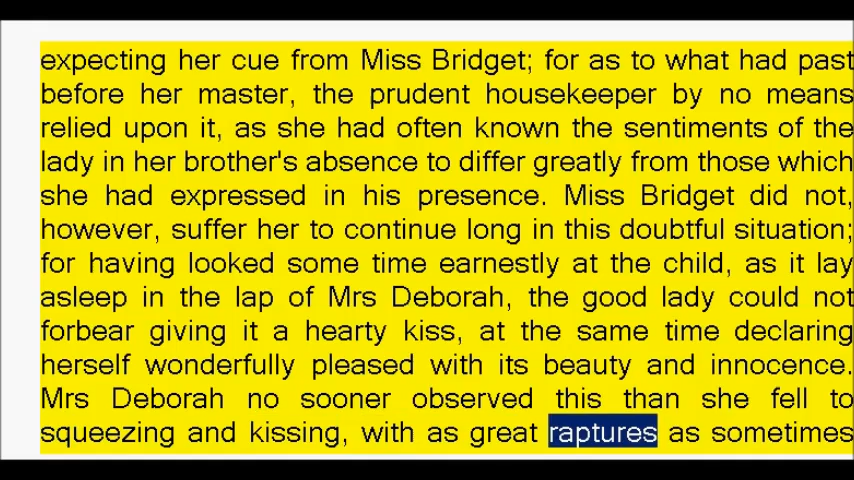 expecting her cue from Miss Bridget; for as to what had past
before her master, the prudent housekeeper by no means
relied upon it, as she had often known the sentiments of the
lady in her brother's absence to differ greatly from those which
she had expressed in his presence. Miss Bridget did not,
however, suffer her to continue long in this doubtful situation;
for having looked some time earnestly at the child, as it lay
asleep in the lap of Mrs Deborah, the good lady could not
forbear giving it a hearty kiss, at the same time declaring
herself wonderfully pleased with its beauty and innocence.
Mrs Deborah no sooner observed this than she fell to
squeezing and kissing, with as great raptures as sometimes